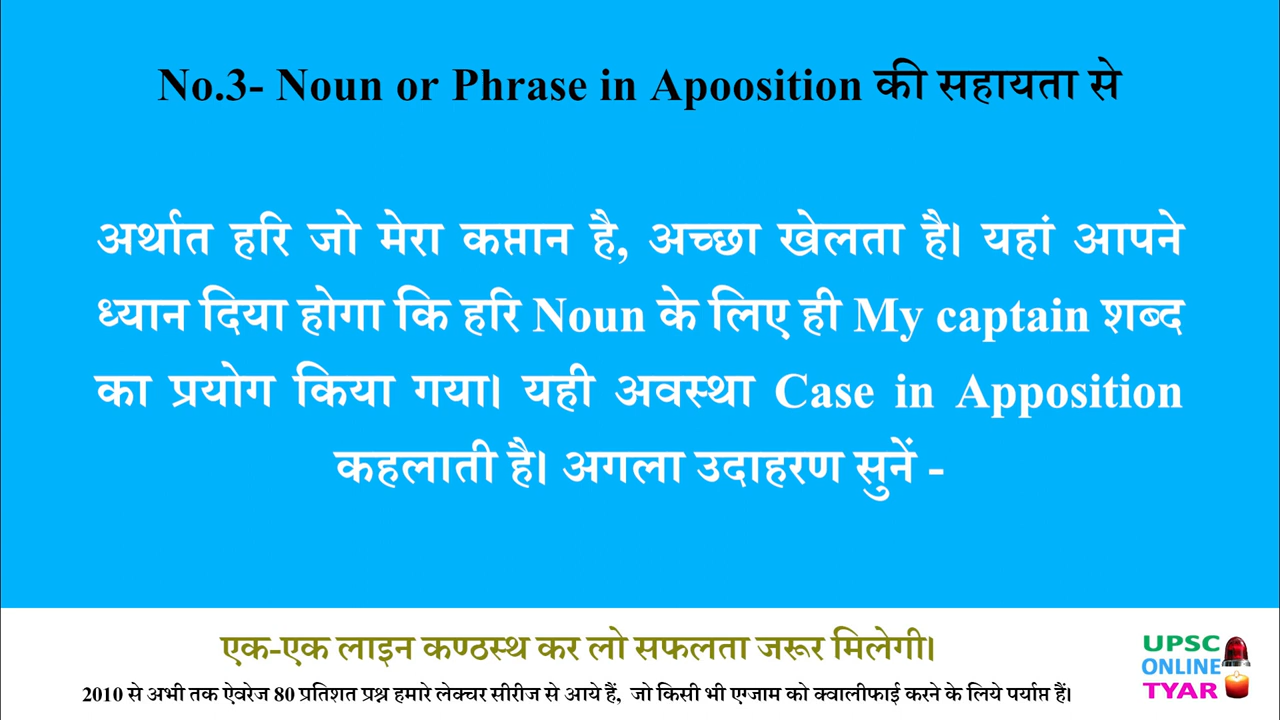 No.3- Noun or Phrase in Apoosition की सहायता से
अर्थात हरि जो मेरा कप्तान है, अच्छा खेलता है। यहां आपने
ध्यान दिया होगा कि हरि Noun के लिए ही My captain शब्द
का प्रयोग किया गया। यही अवस्था Case in Apposition
कहलाती है। अगला उदाहरण सुनें -
एक-एक लाइन कण्ठस्थ कर लो सफलता जरूर मिलेगी।
2010 से अभी तक ऐवरेज 80 प्रतिशत प्रश्न हमारे लेक्चर सीरीज से आये हैं, जो किसी भी एग्जाम को क्वालीफाई करने के लिये पर्याप्त हैं।
UPSC
ONLINE
TYAR